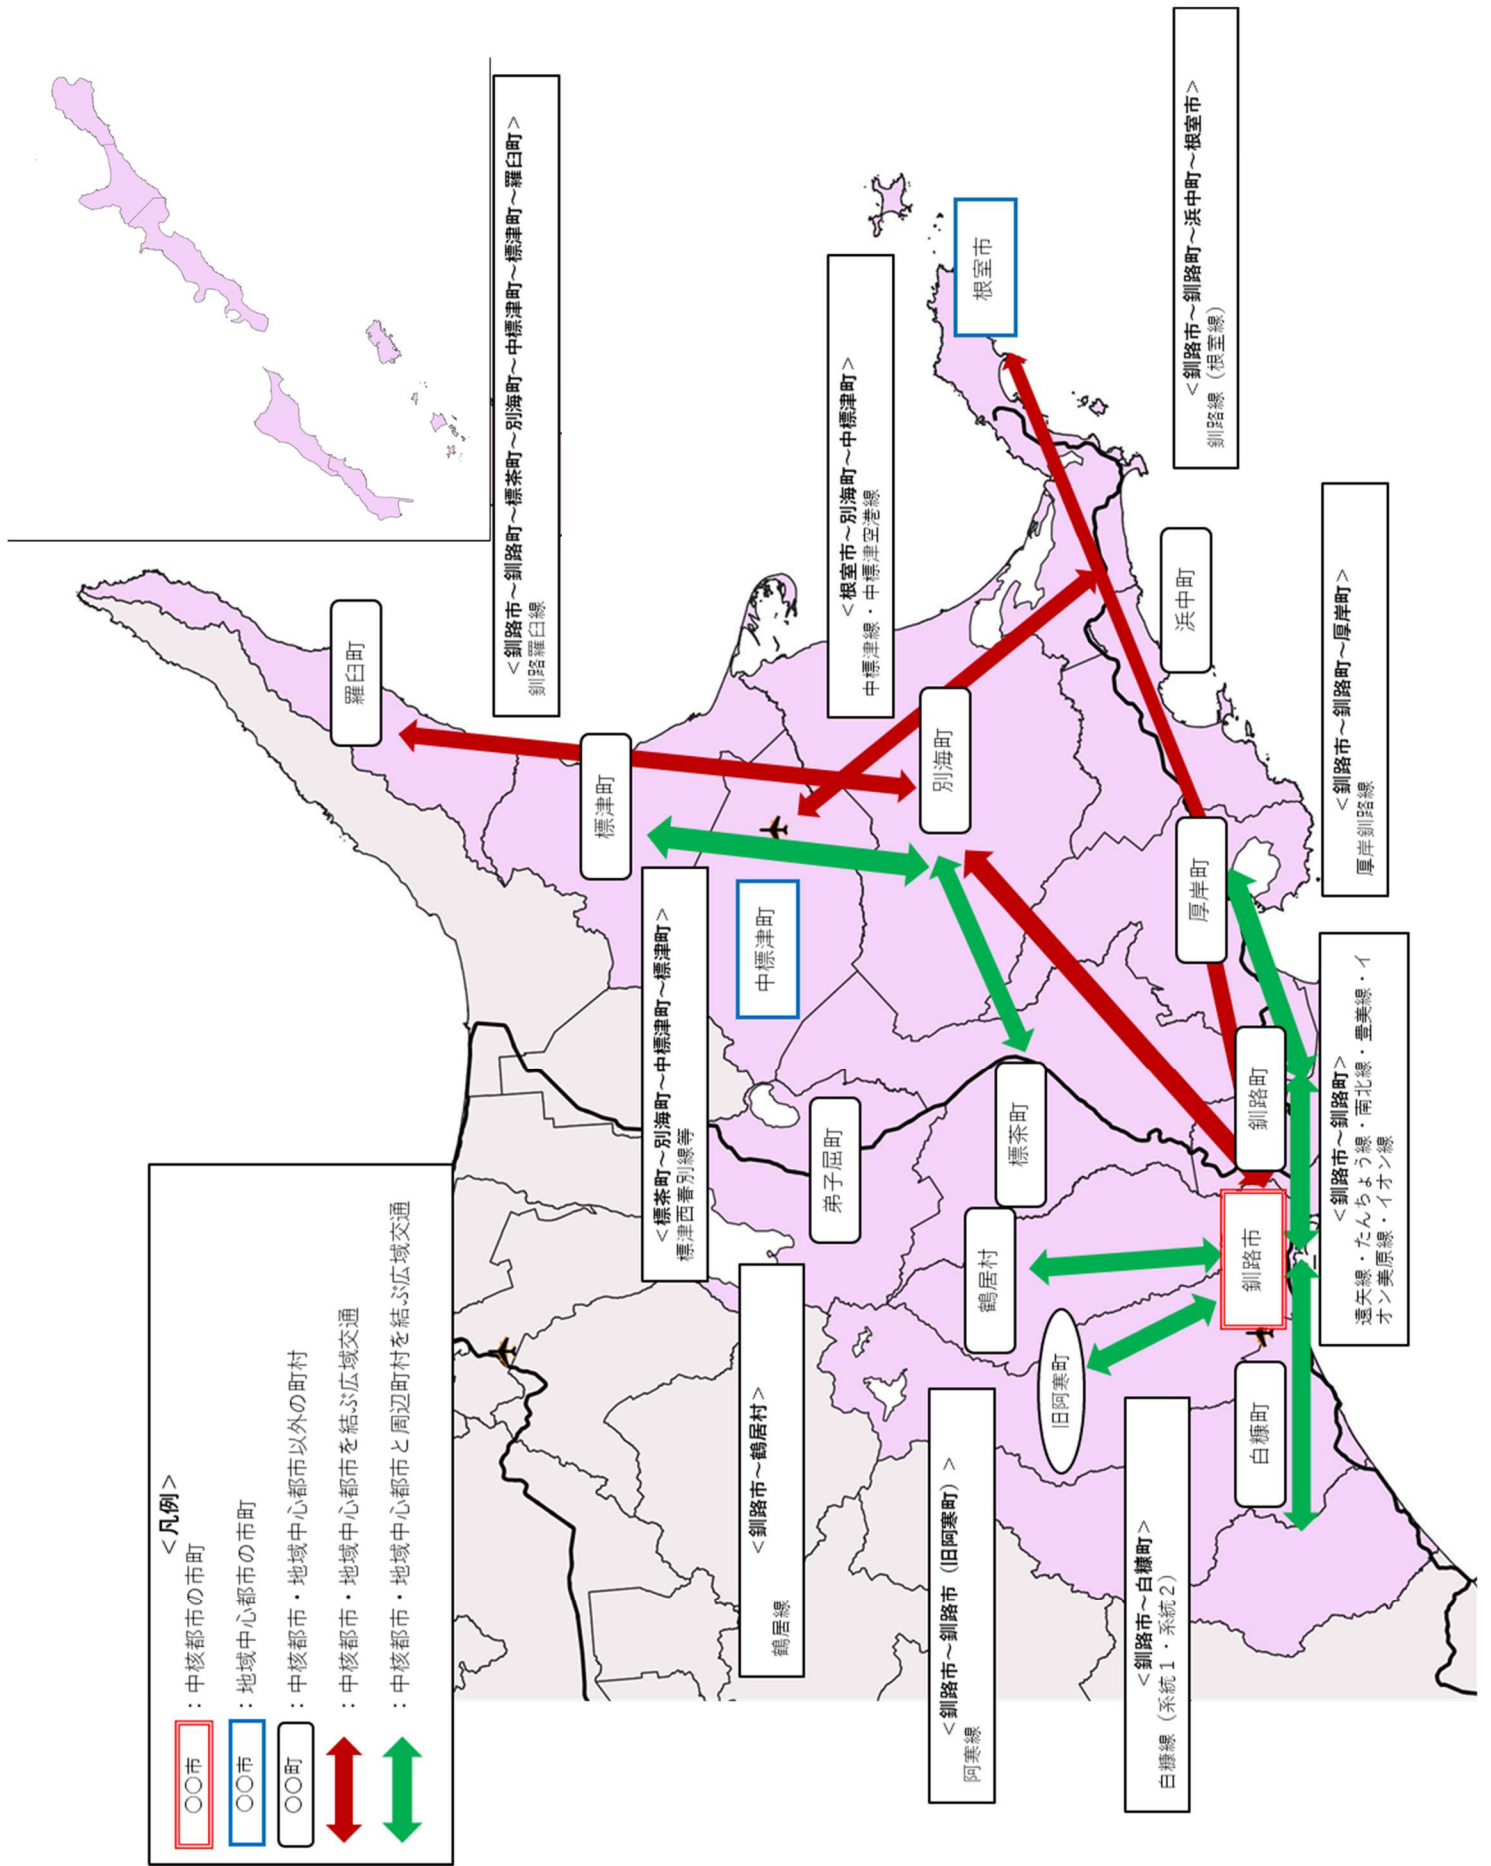 ＜凡例＞
○○市
：中核都市の市町
○○市
：地域中心都市の市町
○○町
：中核都市・地域中心都市以外の町村
：中核都市・地域中心都市を結ぶ広域交通
：中核都市・地域中心都市と周辺町村を結ぶ広域交通
＜釧路市～釧路町～標茶町～別海町～中標津町～標津町～羅臼町＞
釧路羅臼線
羅臼町
標津町
＜標茶町～別海町～中標津町～標津町＞
標津西春別線等
中標津町
＜根室市～別海町～中標津町＞
中標津線・中標津空港線
根室市
別海町
弟子屈町
＜釧路市～鶴居村＞
鶴居線
標茶町
鶴居村
旧阿寒町
＜釧路市～釧路市（旧阿寒町）＞
阿寒線
浜中町
＜釧路市～釧路町～浜中町～根室市＞
釧路線（根室線）
厚岸町
釧路町
釧路市
白糠町
＜釧路市～白糠町＞
白糠線（系統１・系統２）
＜釧路市～釧路町～厚岸町＞
厚岸釧路線
＜釧路市～釧路町＞
遠矢線・たんちょう線・南北線・豊美線・イ
オン美原線・イオン線